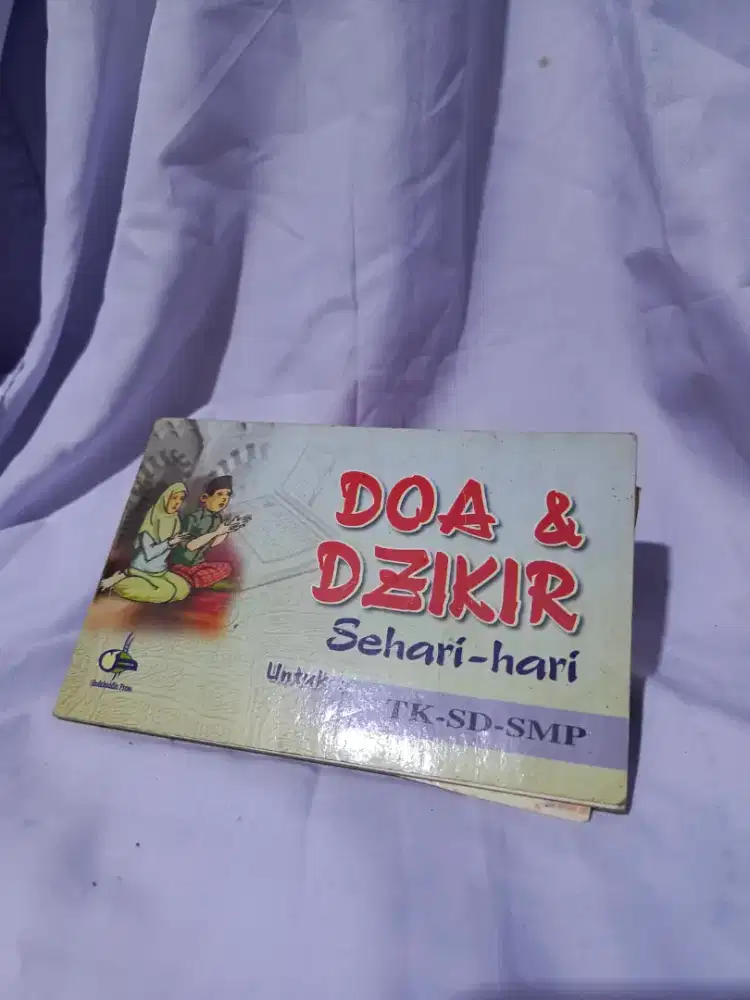 DOA &
DZIKIR
Sehari-hari
Untuk
TK-SD-SMP